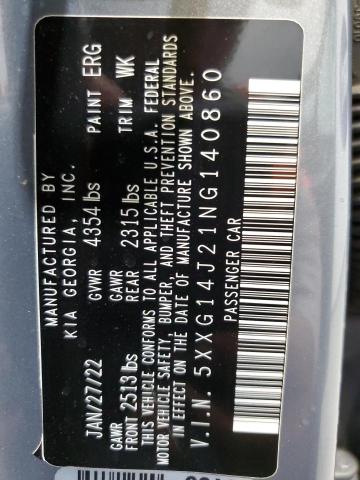 MANUFACTURED BY
KIA GEORGIA, INC.
JAN/27/22 GVWR 4354 lbs PAINT ERG
GAWR FRONT 2513 lbs GAWR REAR 2315 lbs TRIM WK
THIS VEHICLE CONFORMS TO ALL APPLICABLE U.S.A. FEDERAL
MOTOR VEHICLE SAFETY, BUMPER, AND THEFT PREVENTION STANDARDS
IN EFFECT ON THE DATE OF MANUFACTURE SHOWN ABOVE.
V.I.N. 5XXG14J21NG140860
PASSENGER CAR